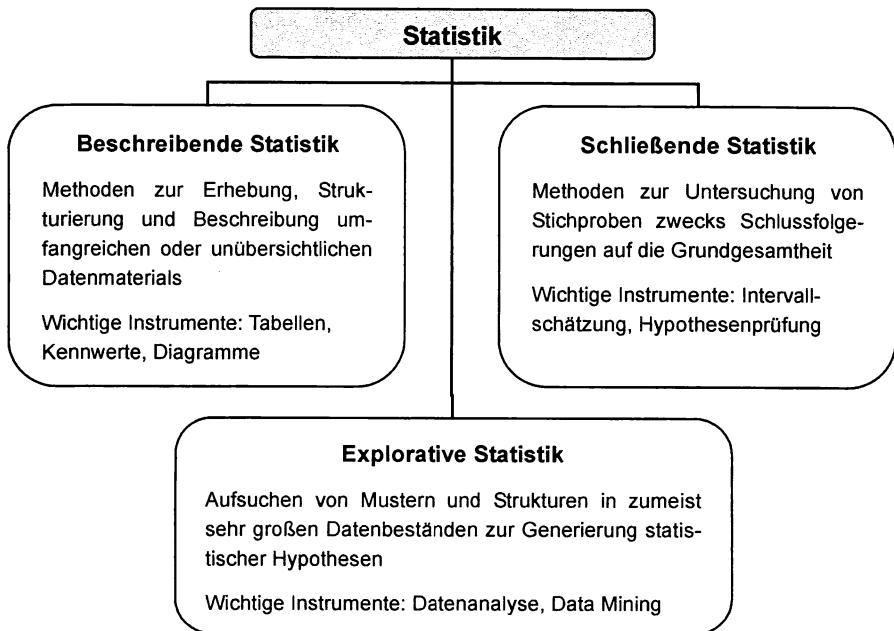 Statistik
Beschreibende Statistik
Methoden zur Erhebung, Struk-
turierung und Beschreibung um-
fangreichen oder unübersichtlichen
Datenmaterials
Wichtige Instrumente: Tabellen,
Kennwerte, Diagramme
Schließende Statistik
Methoden zur Untersuchung von
Stichproben zwecks Schlussfolge-
rungen auf die Grundgesamtheit
Wichtige Instrumente: Intervall-
schätzung, Hypothesenprüfung
Explorative Statistik
Aufsuchen von Mustern und Strukturen in zumeist
sehr großen Datenbeständen zur Generierung statis-
tischer Hypothesen
Wichtige Instrumente: Datenanalyse, Data Mining